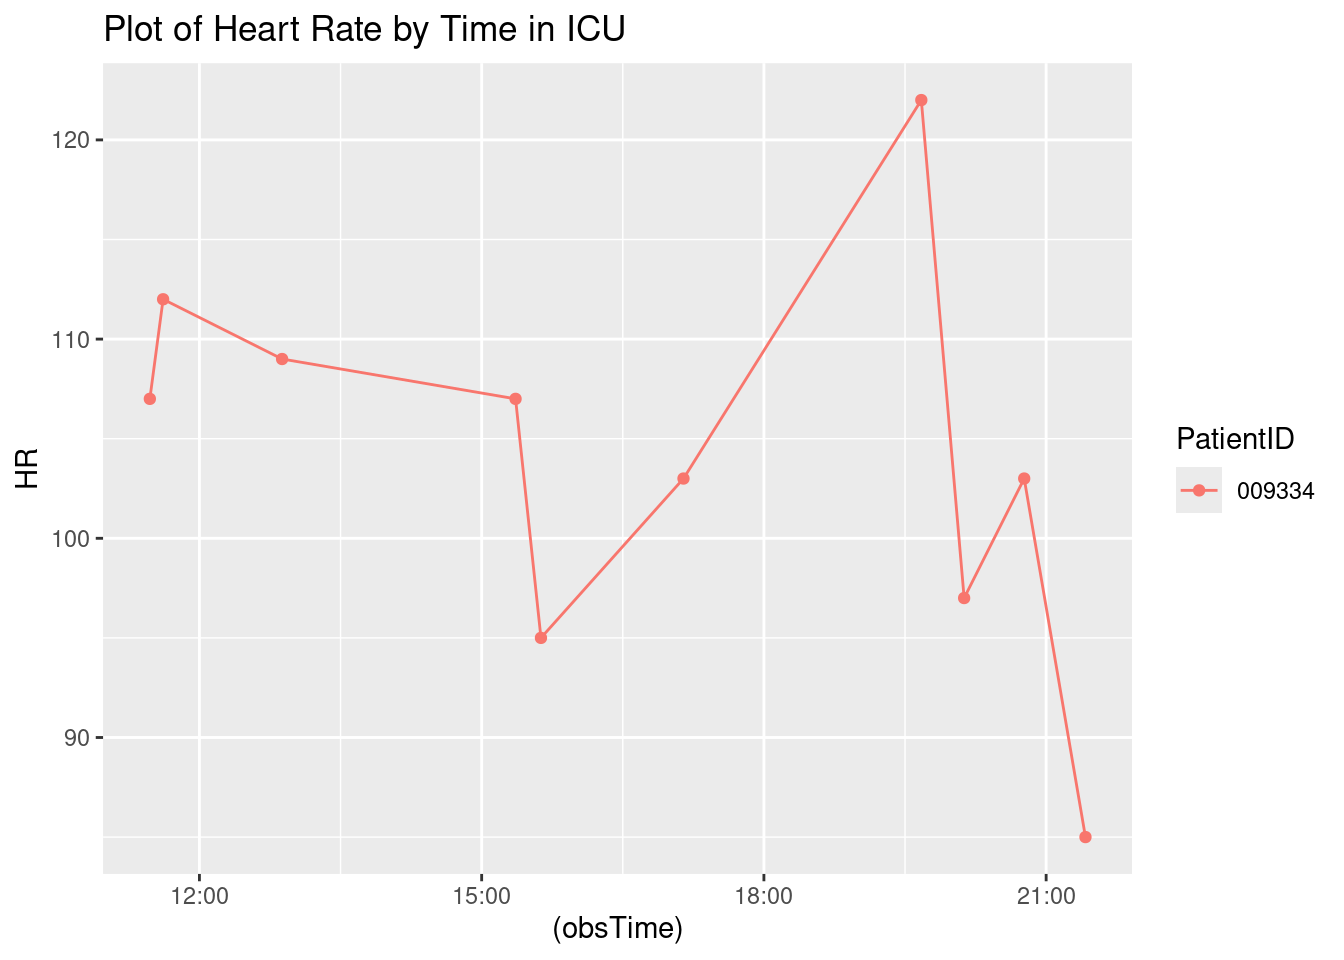 Plot of Heart Rate by Time in ICU
120
110
100
90
HR
12:00 15:00 18:00 21:00
(obsTime)
PatientID
009334